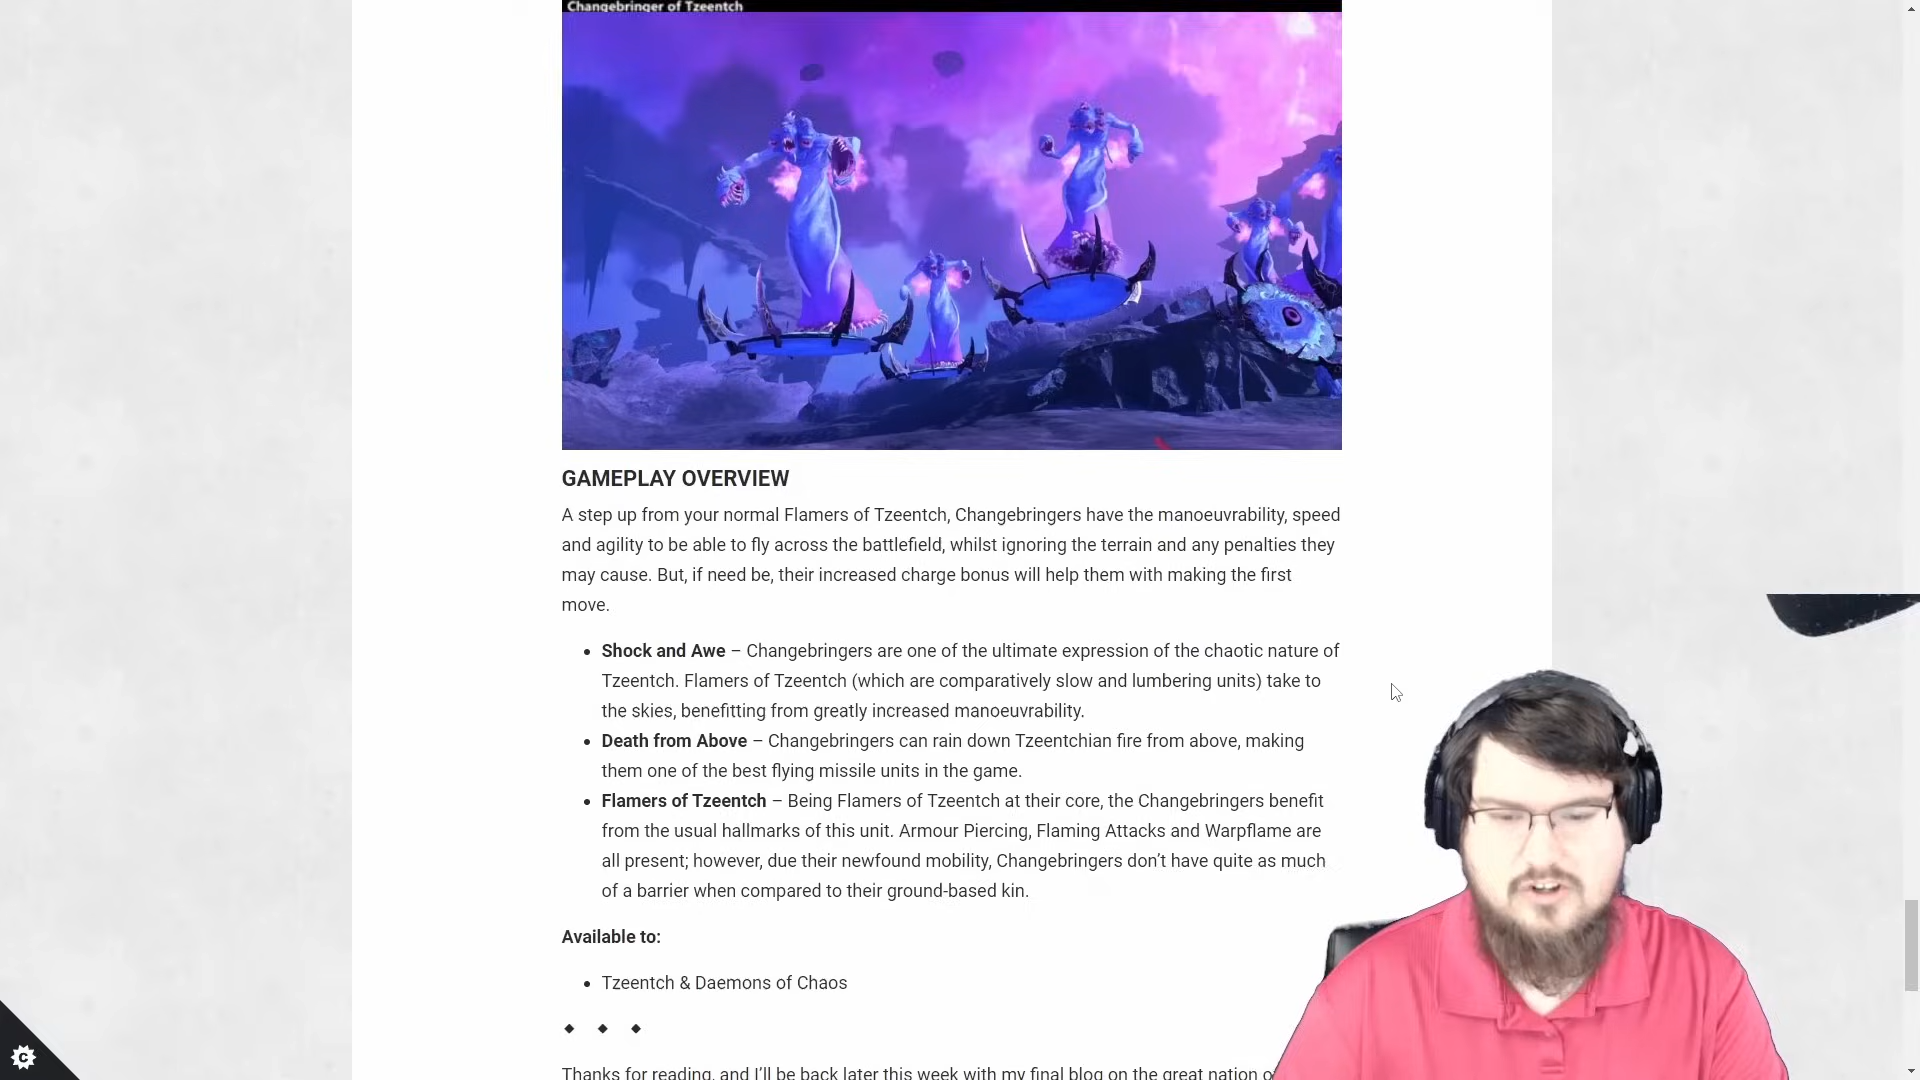 Changebringer of Tzeentch
GAMEPLAY OVERVIEW
A step up from your normal Flamers of Tzeentch, Changebringers have the manoeuvrability, speed
and agility to be able to fly across the battlefield, whilst ignoring the terrain and any penalties they
may cause. But, if need be, their increased charge bonus will help them with making the first
move.
• Shock and Awe – Changebringers are one of the ultimate expression of the chaotic nature of
Tzeentch. Flamers of Tzeentch (which are comparatively slow and lumbering units) take to
the skies, benefitting from greatly increased manoeuvrability.
• Death from Above – Changebringers can rain down Tzeentchian fire from above, making
them one of the best flying missile units in the game.
• Flamers of Tzeentch – Being Flamers of Tzeentch at their core, the Changebringers benefit
from the usual hallmarks of this unit. Armour Piercing, Flaming Attacks and Warpflame are
all present; however, due their newfound mobility, Changebringers don't have quite as much
of a barrier when compared to their ground-based kin.
Available to:
• Tzeentch & Daemons of Chaos
Thanks for reading, and I'll be back later this week with my final blog on the great nation